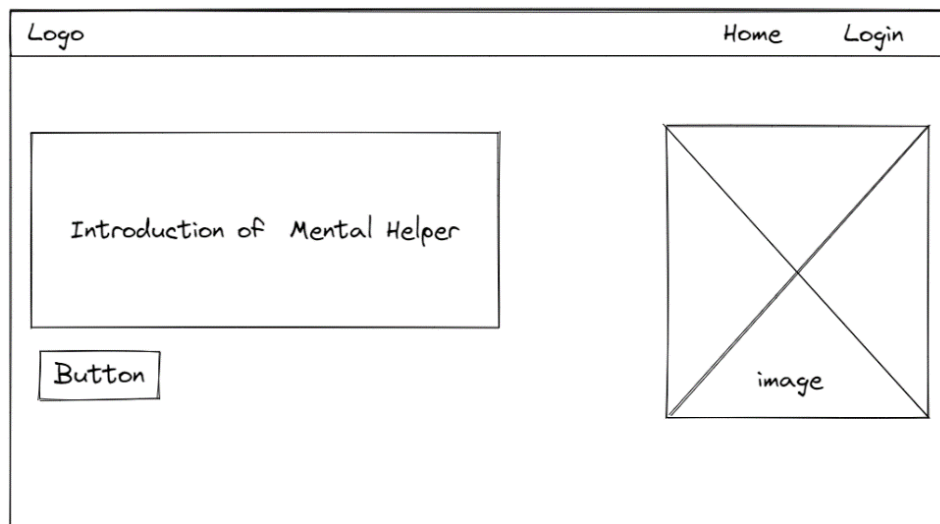 Logo
Home
Login
Introduction of Mental Helper
Button
image